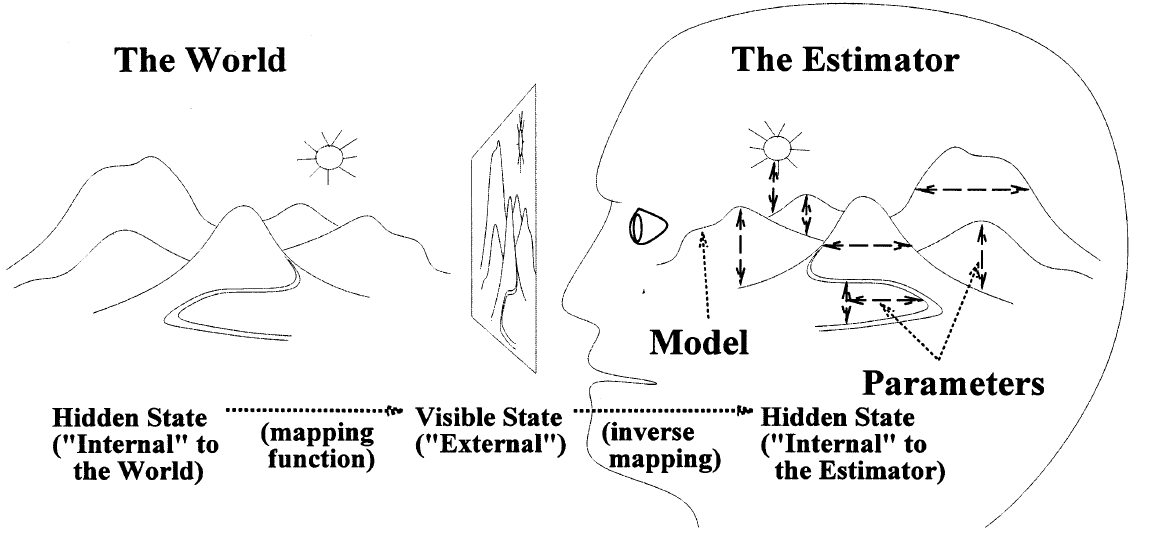 The World
The Estimator
Model
Parameters
Hidden State
("Internal" to
the World)
(mapping
function)
Visible State
("External")
(inverse
mapping)
Hidden State
("Internal" to
the Estimator)